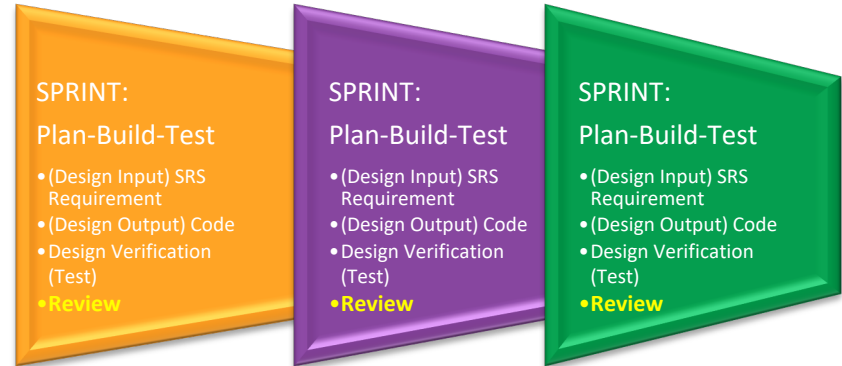 SPRINT:
Plan-Build-Test
•(Design Input) SRS
Requirement
•(Design Output) Code
•Design Verification
(Test)
•Review
SPRINT:
Plan-Build-Test
•(Design Input) SRS
Requirement
•(Design Output) Code
•Design Verification
(Test)
•Review
SPRINT:
Plan-Build-Test
•(Design Input) SRS
Requirement
•(Design Output) Code
•Design Verification
(Test)
•Review